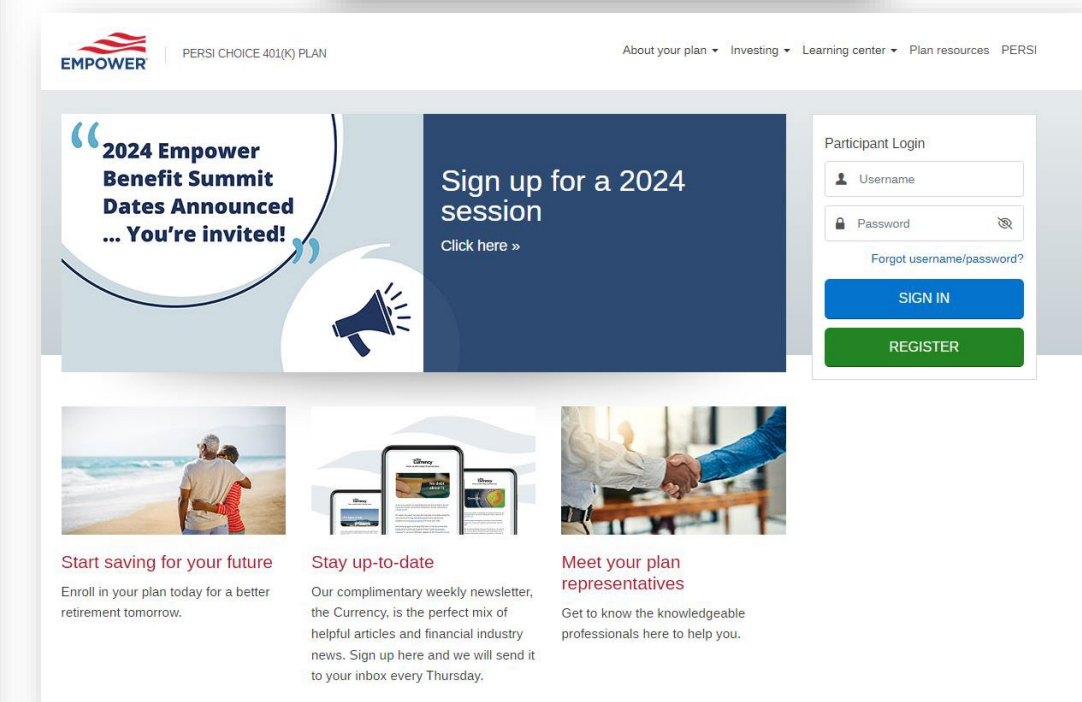 EMPOWER
PERSI CHOICE 401(K) PLAN
About your plan Investing Learning center Plan resources PERSI
“2024 Empower
Benefit Summit
Dates Announced
... You’re invited!”
Sign up for a 2024
session
Click here »
Participant Login
Username
Password
Forgot username/password?
SIGN IN
REGISTER
Currency
Currency
Currency
Start saving for your future
Enroll in your plan today for a better
retirement tomorrow.
Stay up-to-date
Our complimentary weekly newsletter,
the Currency, is the perfect mix of
helpful articles and financial industry
news. Sign up here and we will send it
to your inbox every Thursday.
Meet your plan
representatives
Get to know the knowledgeable
professionals here to help you.